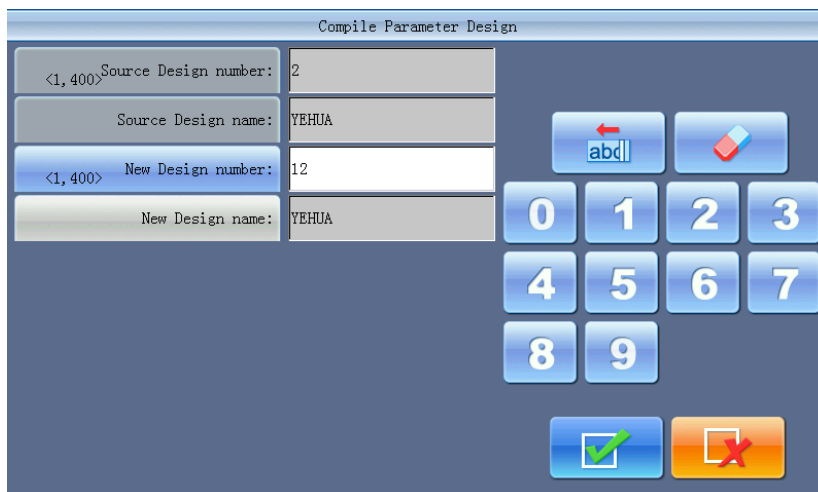 Compile Parameter Design
<1,400>Source Design number: 2
Source Design name: YEHUA
<1,400> New Design number: 12
New Design name: YEHUA
abc
0 1 2 3
4 5 6 7
8 9